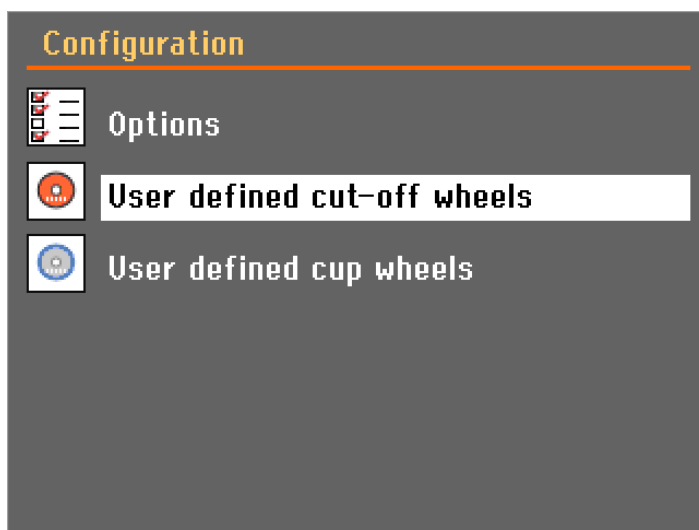 Configuration
Options
User defined cut-off wheels
User defined cup wheels